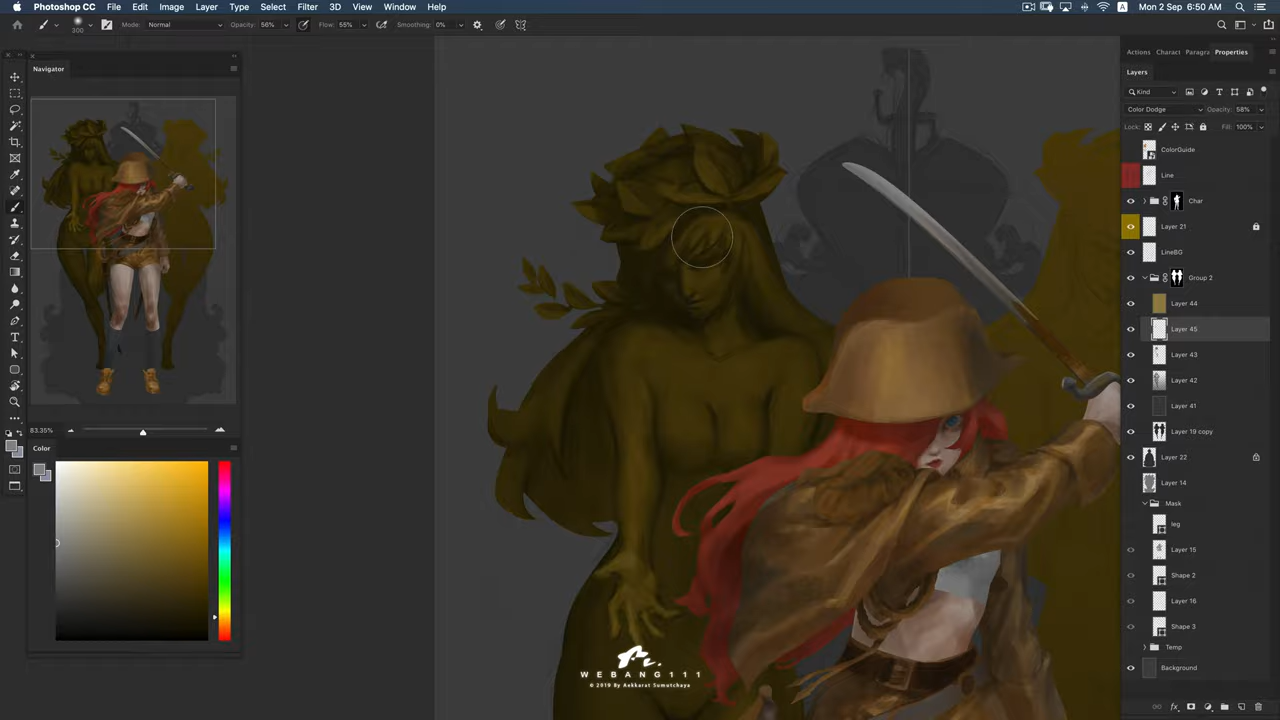 Photoshop CC File Edit Image Layer Type Select Filter 3D View Window Help
A Mon 2 Sep 6:50 AM
300 Mode: Normal Opacity: 56% Flow: 55% Smoothing: 0%
Navigator
83.35%
Color
Actions Charact Paragra Properties
Layers
Kind
Color Dodge Opacity: 58%
Lock: Fill: 100%
ColorGuide
Line
Char
Layer 21
LineBG
Group 2
Layer 44
Layer 45
Layer 43
Layer 42
Layer 41
Layer 19 copy
Layer 22
Layer 14
Mask
leg
Layer 15
Shape 2
Layer 16
Shape 3
Temp
Background
WEBANG111
© 2019 By Aekkarat Sumutchaya